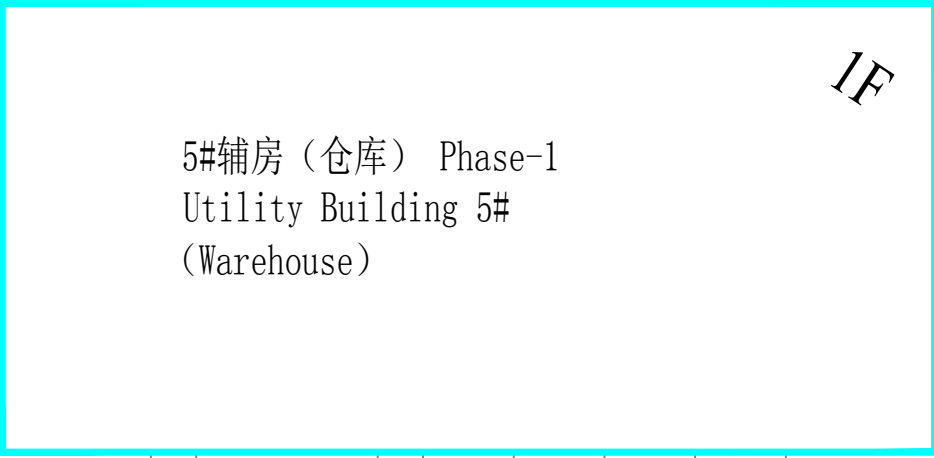 1F
5#辅房（仓库） Phase-1
Utility Building 5#
(Warehouse)